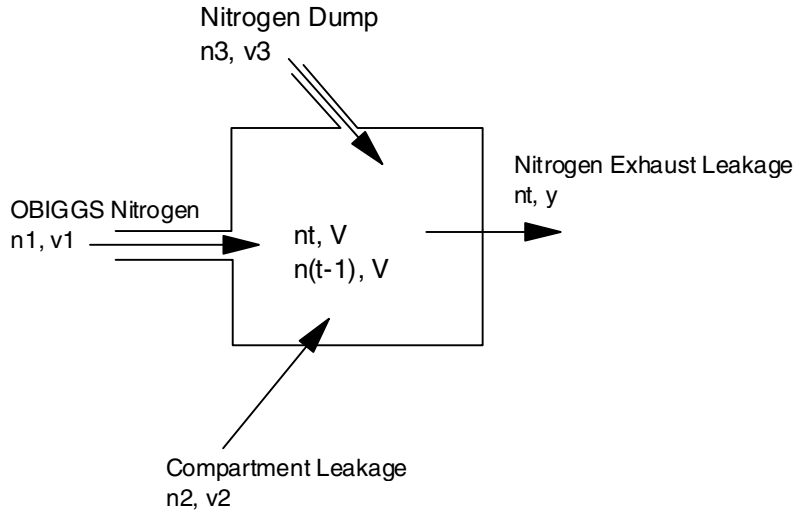 Nitrogen Dump
n3, v3
Nitrogen Exhaust Leakage
nt, y
OBIGGS Nitrogen
n1, v1
nt, V
n(t-1), V
Compartment Leakage
n2, v2